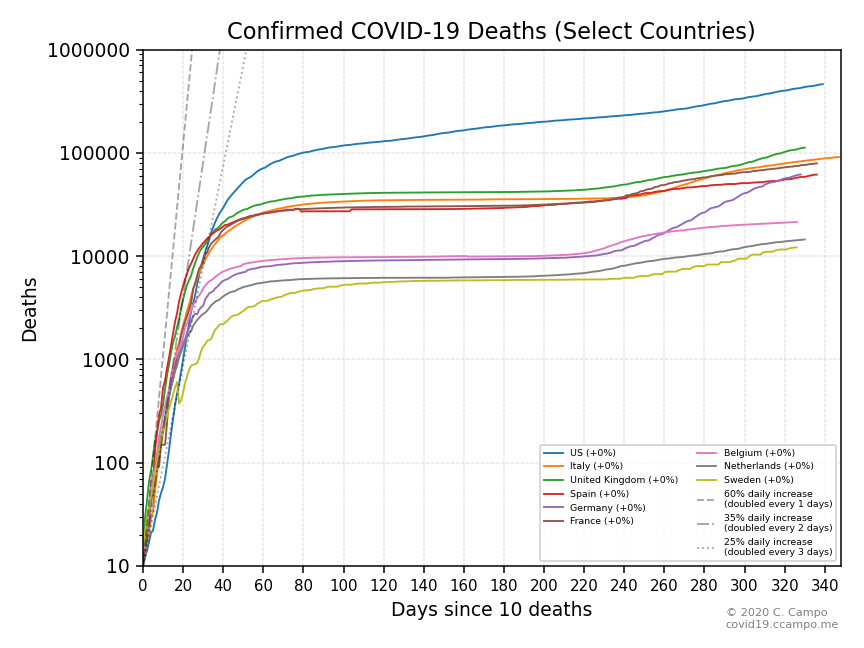 Confirmed COVID-19 Deaths (Select Countries)
1000000
100000
10000
1000
100
10
Deaths
0 20 40 60 80 100 120 140 160 180 200 220 240 260 280 300 320 340
Days since 10 deaths
US (+0%)
Italy (+0%)
United Kingdom (+0%)
Spain (+0%)
Germany (+0%)
France (+0%)
Belgium (+0%)
Netherlands (+0%)
Sweden (+0%)
60% daily increase
(doubled every 1 days)
35% daily increase
(doubled every 2 days)
25% daily increase
(doubled every 3 days)
© 2020 C. Campo
covid19.ccampo.me